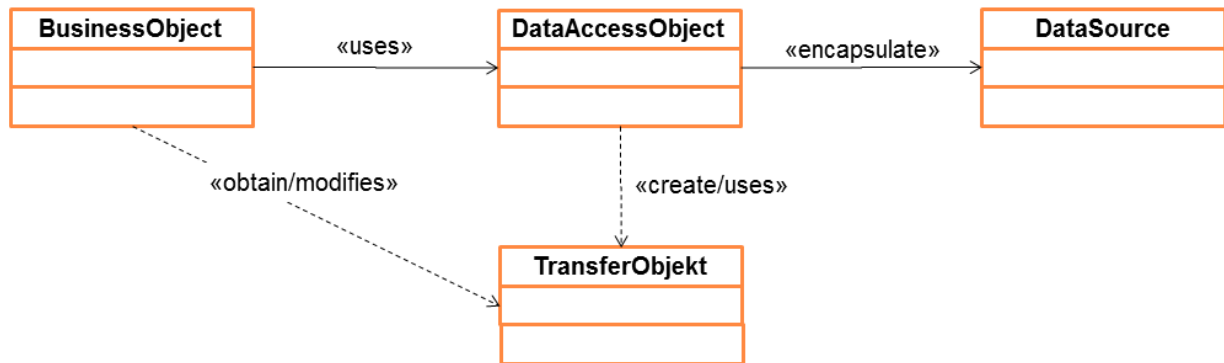 BusinessObject
«uses»
DataAccessObject
«encapsulate»
DataSource
«obtain/modifies»
«create/uses»
TransferObjekt